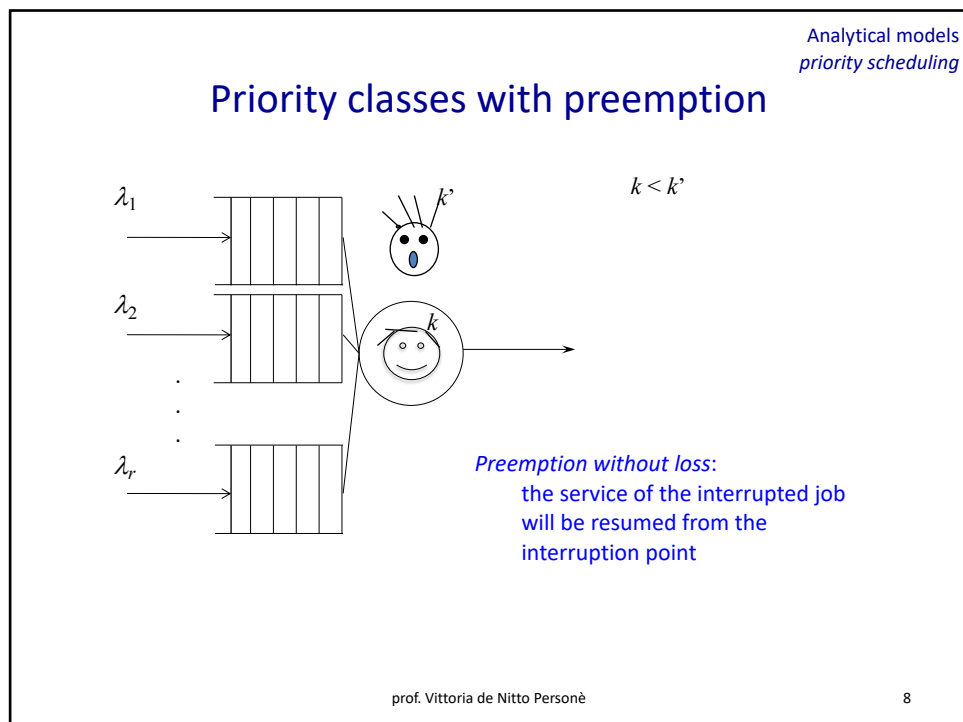 Analytical models
priority scheduling
Priority classes with preemption
λ1
k’
k < k’
λ2
k
.
.
.
λr
Preemption without loss:
the service of the interrupted job
will be resumed from the
interruption point
prof. Vittoria de Nitto Personè
8